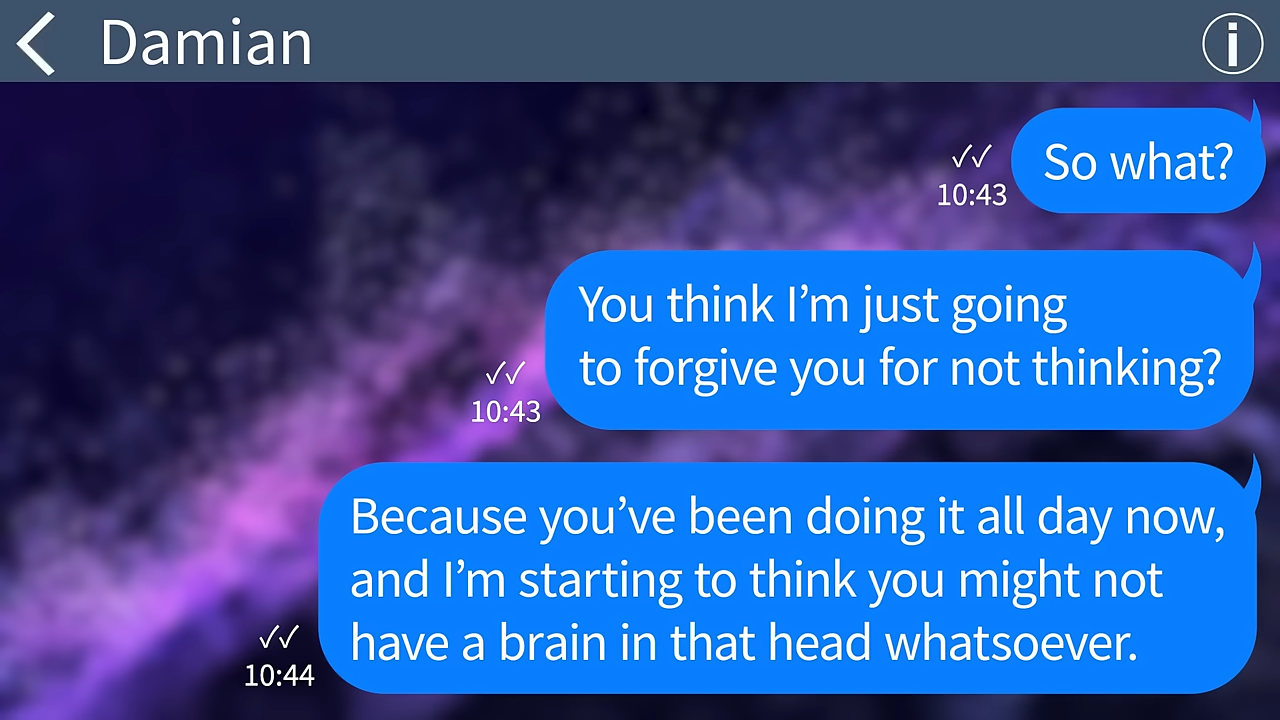 Damian
So what?
10:43
You think I’m just going
to forgive you for not thinking?
10:43
Because you’ve been doing it all day now,
and I’m starting to think you might not
have a brain in that head whatsoever.
10:44